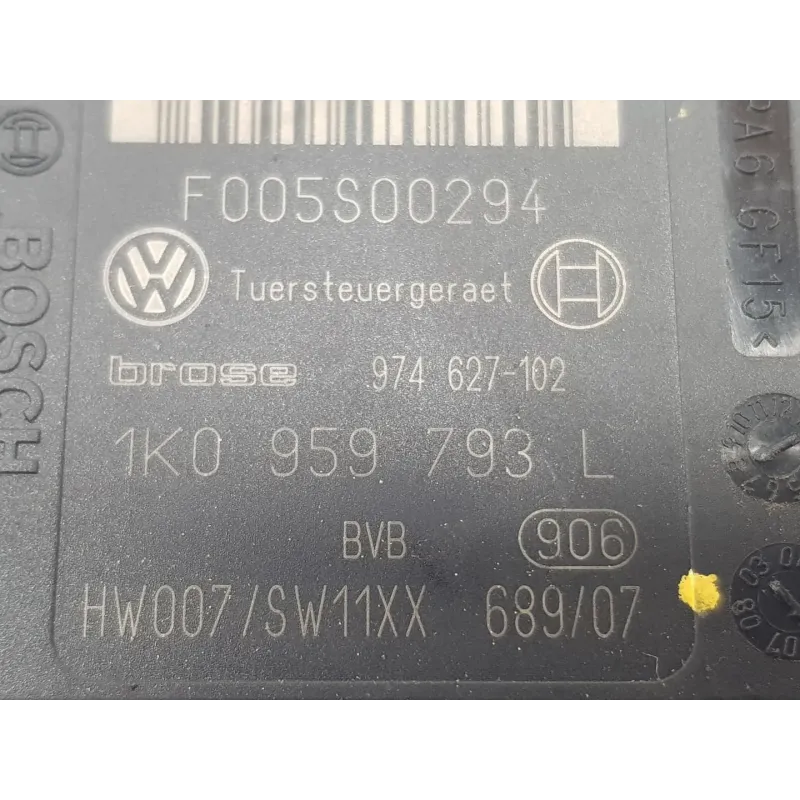 F005S00294
Tuersteuergeraet
brose 974 627-102
1K0 959 793 L
BVB 906
HW007/SW11XX 689/07
BOSCH
PA6 GF15<